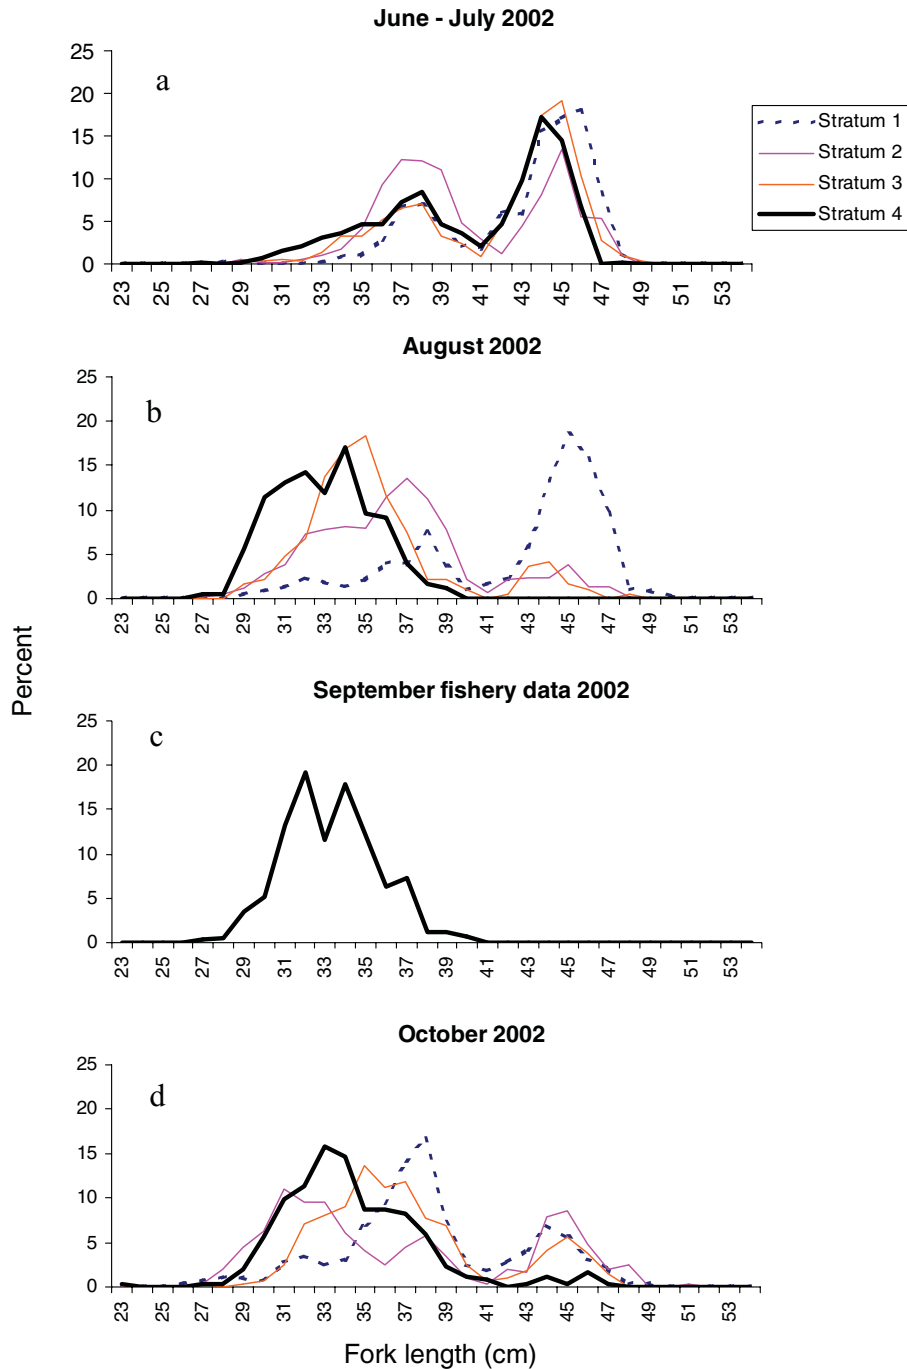 June - July 2002
a
25
20
15
10
5
0
23 25 27 29 31 33 35 37 39 41 43 45 47 49 51 53
Stratum 1
Stratum 2
Stratum 3
Stratum 4
August 2002
b
25
20
15
10
5
0
23 25 27 29 31 33 35 37 39 41 43 45 47 49 51 53
Percent
September fishery data 2002
c
25
20
15
10
5
0
23 25 27 29 31 33 35 37 39 41 43 45 47 49 51 53
October 2002
d
25
20
15
10
5
0
23 25 27 29 31 33 35 37 39 41 43 45 47 49 51 53
Fork length (cm)